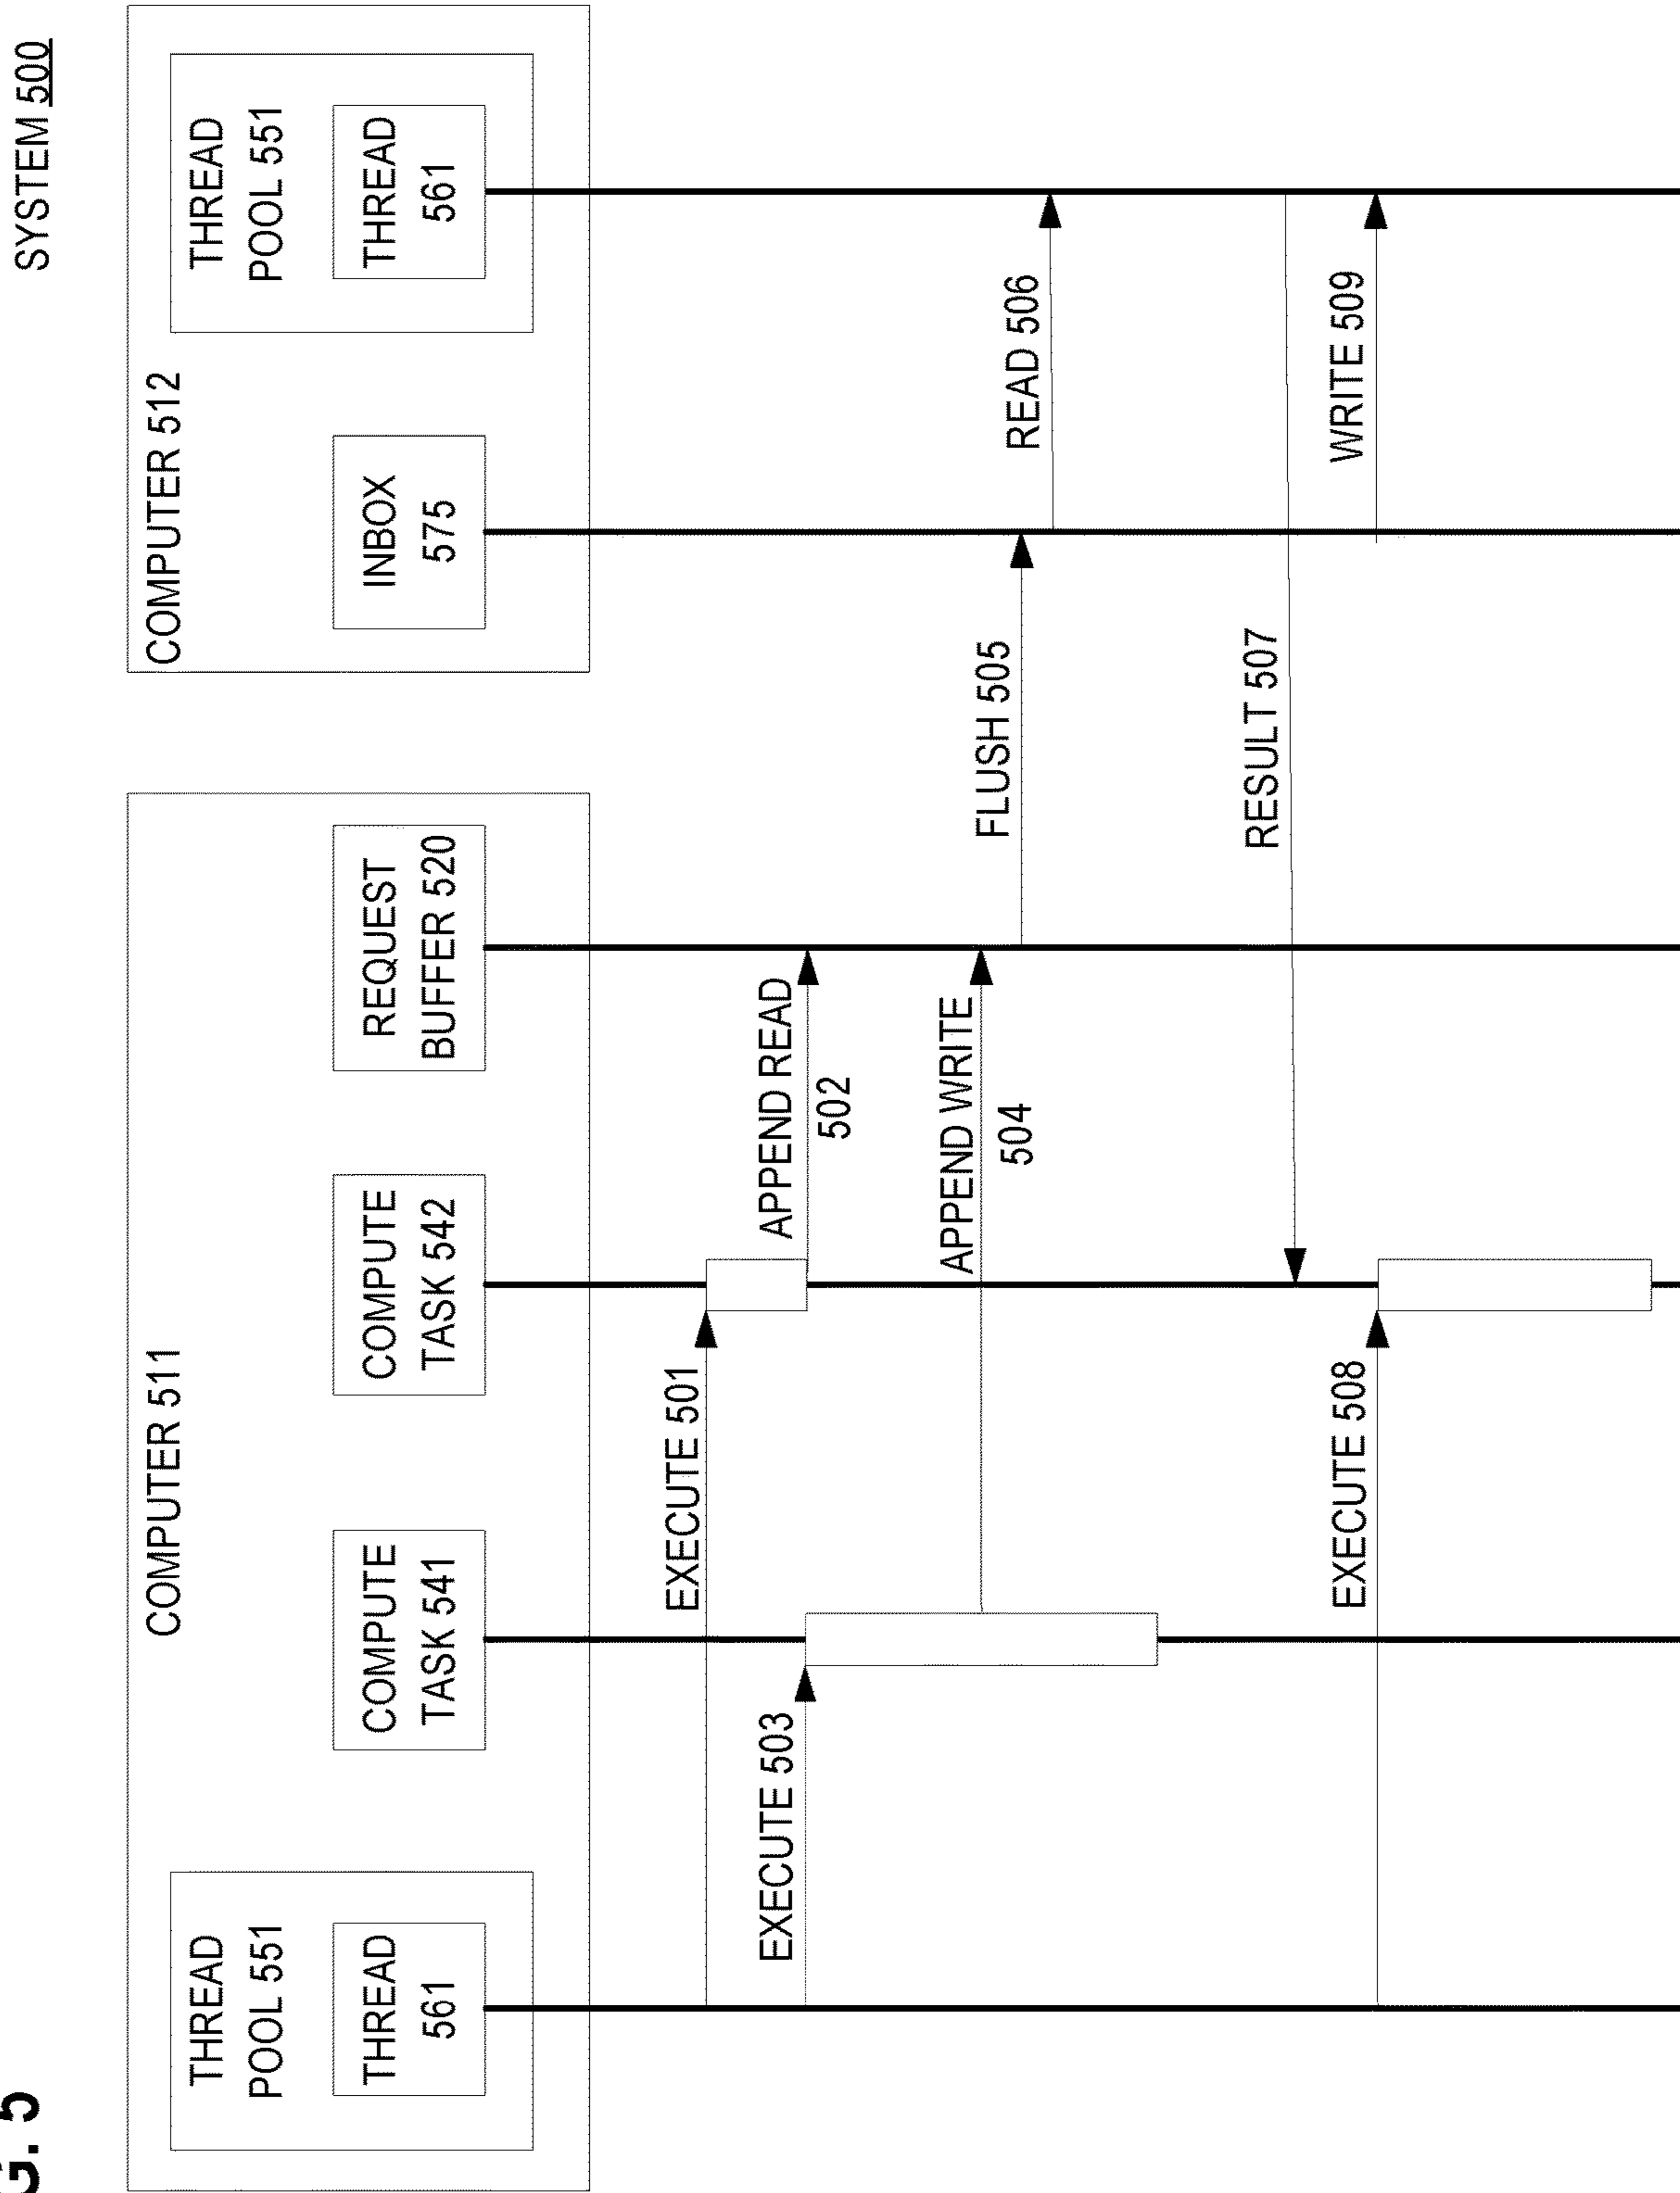 G. 5
SYSTEM 500
COMPUTER 511
THREAD
POOL 551
THREAD
561
COMPUTE
TASK 541
COMPUTE
TASK 542
REQUEST
BUFFER 520
COMPUTER 512
INBOX
575
THREAD
POOL 551
THREAD
561
EXECUTE 501
EXECUTE 503
APPEND READ
502
APPEND WRITE
504
FLUSH 505
READ 506
RESULT 507
EXECUTE 508
WRITE 509